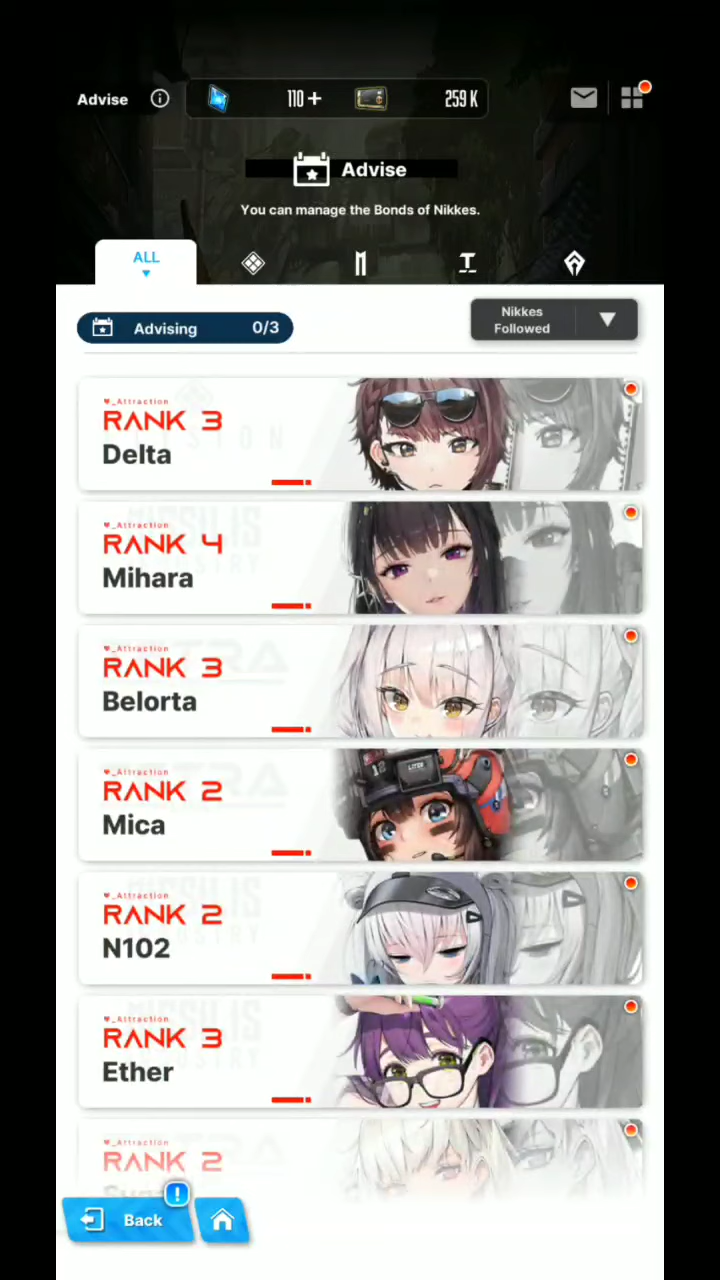 Advise
110+
259 K
Advise
You can manage the Bonds of Nikkes.
ALL
Advising 0/3
Nikkes
Followed
Attraction
RANK 3
Delta
Attraction
RANK 4
Mihara
Attraction
RANK 3
Belorta
Attraction
RANK 2
Mica
Attraction
RANK 2
N102
Attraction
RANK 3
Ether
Attraction
RANK 2
Back